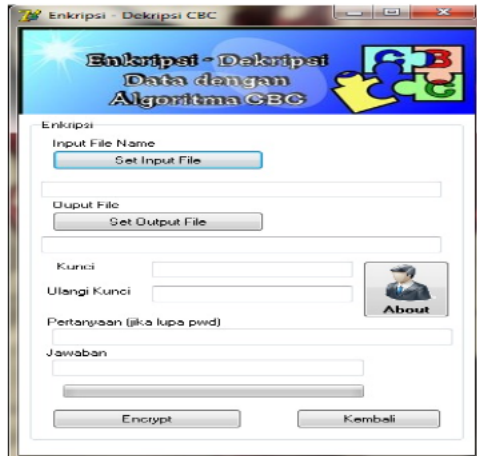 Enkripsi - Dekripsi CBC
Enkripsi - Dekripsi
Data dengan
Algoritma CBC
C B
C
Enkripsi
Input File Name
Set Input File
Ouput File
Set Output File
Kunci
Ulangi Kunci
About
Pertanyaan (jika lupa pwd)
Jawaban
Encrypt
Kembali